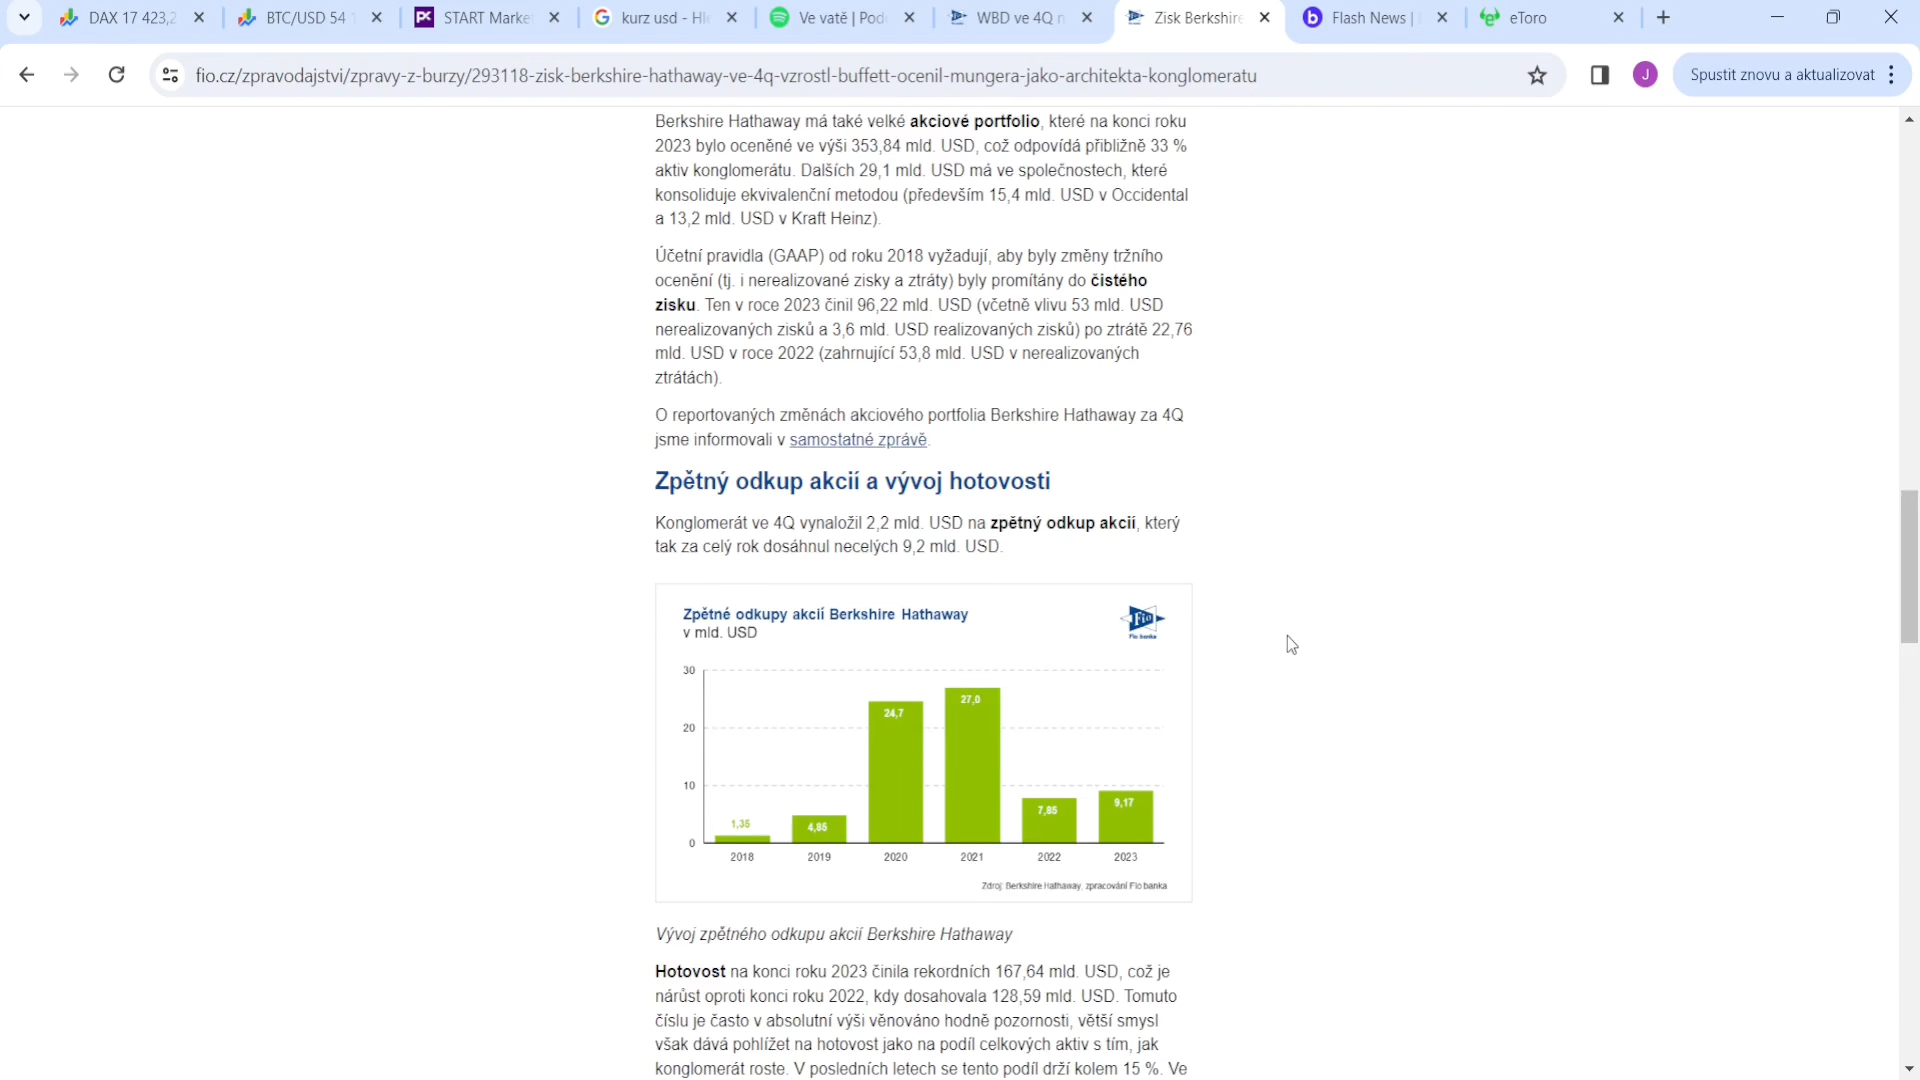 DAX 17 423,2
BTC/USD 54
START Marke
kurz usd - Hle
Ve vatě | Pod
WBD ve 4Q
Zisk Berkshire
Flash News |
eToro
fio.cz/zpravodajstvi/zpravy-z-burzy/293118-zisk-berkshire-hathaway-ve-4q-vzrostl-buffett-ocenil-mungera-jako-architekta-konglomeratu
J
Spustit znovu a aktualizovat
Berkshire Hathaway má také velké akciové portfolio, které na konci roku
2023 bylo oceněné ve výši 353,84 mld. USD, což odpovídá přibližně 33 %
aktiv konglomerátu. Dalších 29,1 mld. USD má ve společnostech, které
konsoliduje ekvivalenční metodou (především 15,4 mld. USD v Occidental
a 13,2 mld. USD v Kraft Heinz).
Účetní pravidla (GAAP) od roku 2018 vyžadují, aby byly změny tržního
ocenění (tj. i nerealizované zisky a ztráty) byly promítány do čistého
zisku. Ten v roce 2023 činil 96,22 mld. USD (včetně vlivu 53 mld. USD
nerealizovaných zisků a 3,6 mld. USD realizovaných zisků) po ztrátě 22,76
mld. USD v roce 2022 (zahrnující 53,8 mld. USD v nerealizovaných
ztrátách).
O reportovaných změnách akciového portfolia Berkshire Hathaway za 4Q
jsme informovali v samostatné zprávě.
Zpětný odkup akcií a vývoj hotovosti
Konglomerát ve 4Q vynaložil 2,2 mld. USD na zpětný odkup akcií, který
tak za celý rok dosáhnul necelých 9,2 mld. USD.
Zpětné odkupy akcií Berkshire Hathaway
v mld. USD
Fio
Fio banka
30
20
10
0
1,35
4,85
24,7
27,0
7,85
9,17
2018
2019
2020
2021
2022
2023
Zdroj: Berkshire Hathaway, zpracování Fio banka
Vývoj zpětného odkupu akcií Berkshire Hathaway
Hotovost na konci roku 2023 činila rekordních 167,64 mld. USD, což je
nárůst oproti konci roku 2022, kdy dosahovala 128,59 mld. USD. Tomuto
číslu je často v absolutní výši věnováno hodně pozornosti, větší smysl
však dává pohlížet na hotovost jako na podíl celkových aktiv s tím, jak
konglomerát roste. V posledních letech se tento podíl drží kolem 15 %. Ve